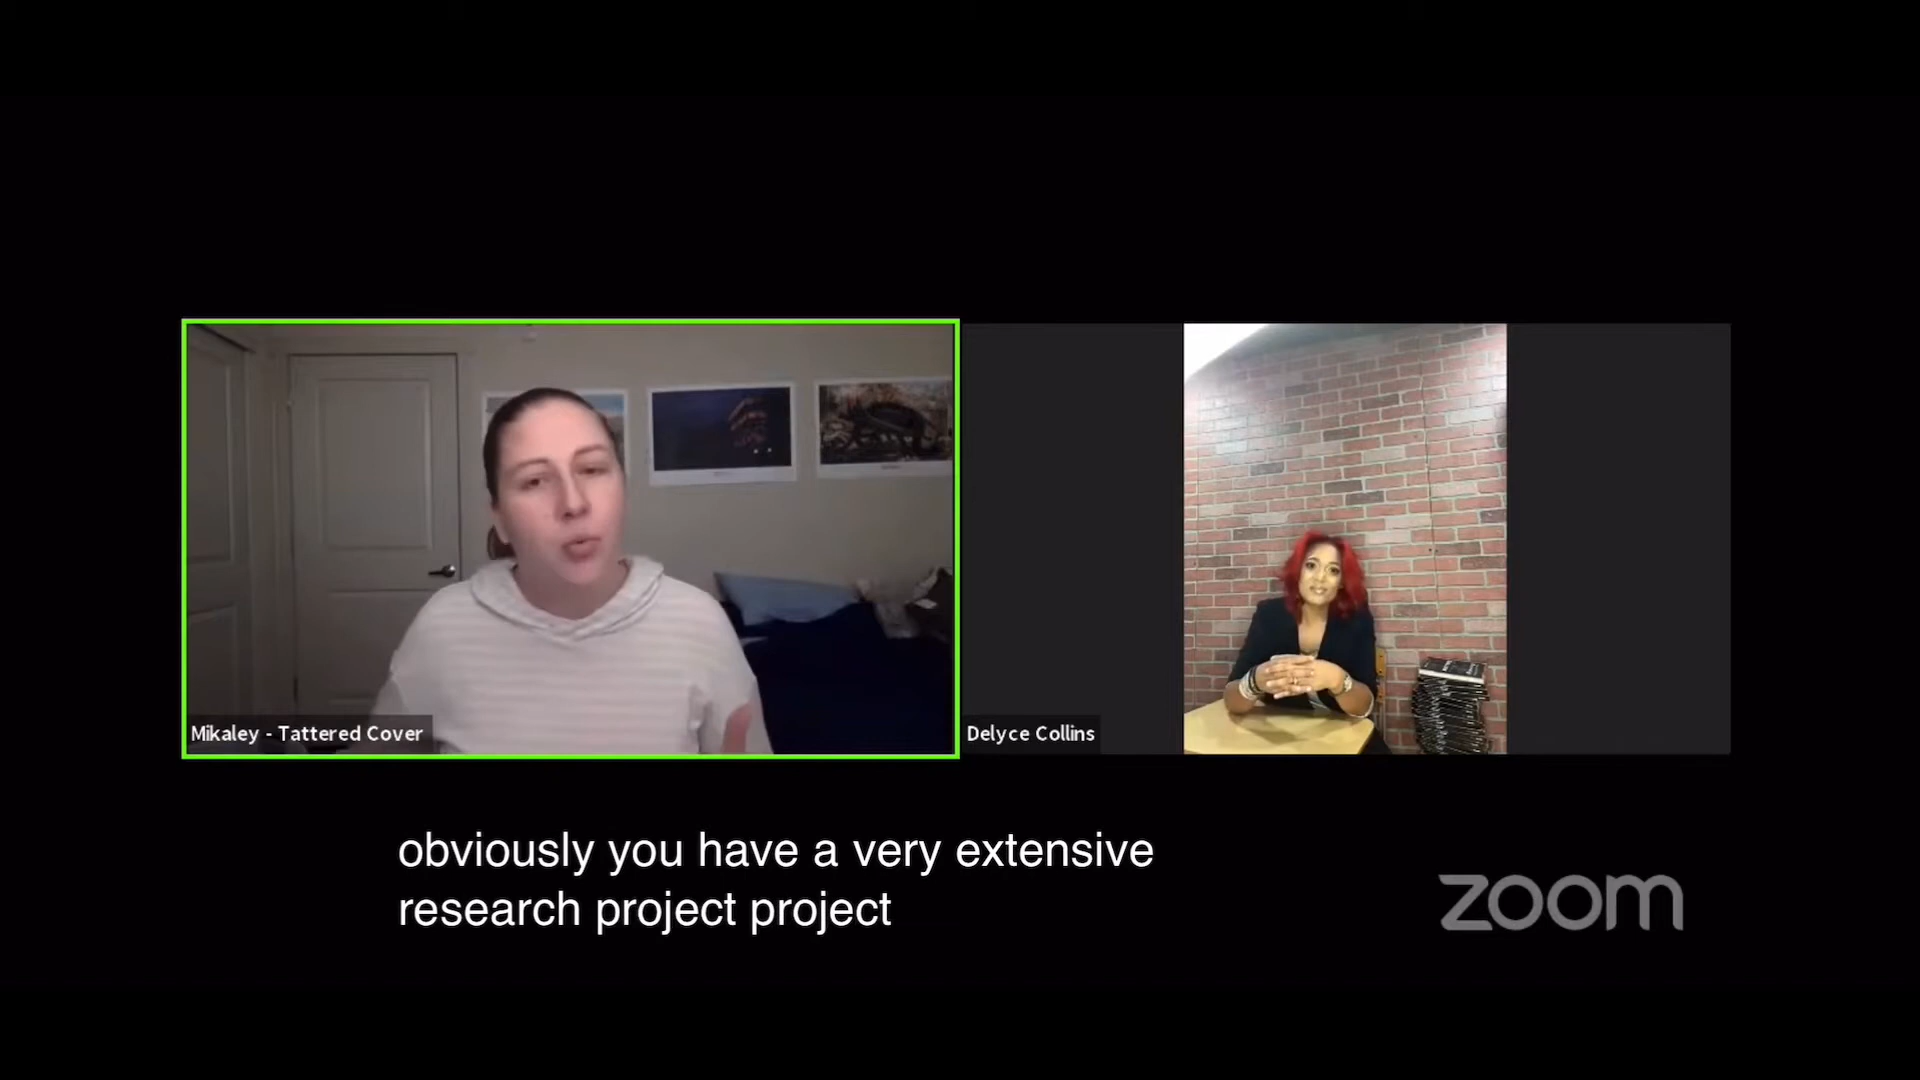 Mikaley - Tattered Cover
Delyce Collins
obviously you have a very extensive
research project project
zoom